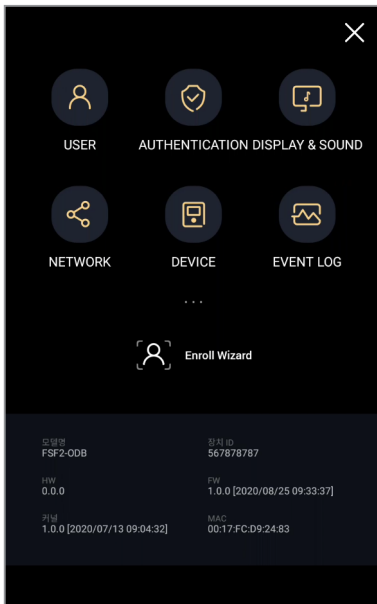 USER AUTHENTICATION DISPLAY & SOUND
NETWORK DEVICE EVENT LOG
...
Enroll Wizard
모델명 장치 ID
FSF2-ODB 567878787
HW FW
0.0.0 1.0.0 [2020/08/25 09:33:37]
커널 MAC
1.0.0 [2020/07/13 09:04:32] 00:17:FC:D9:24:83